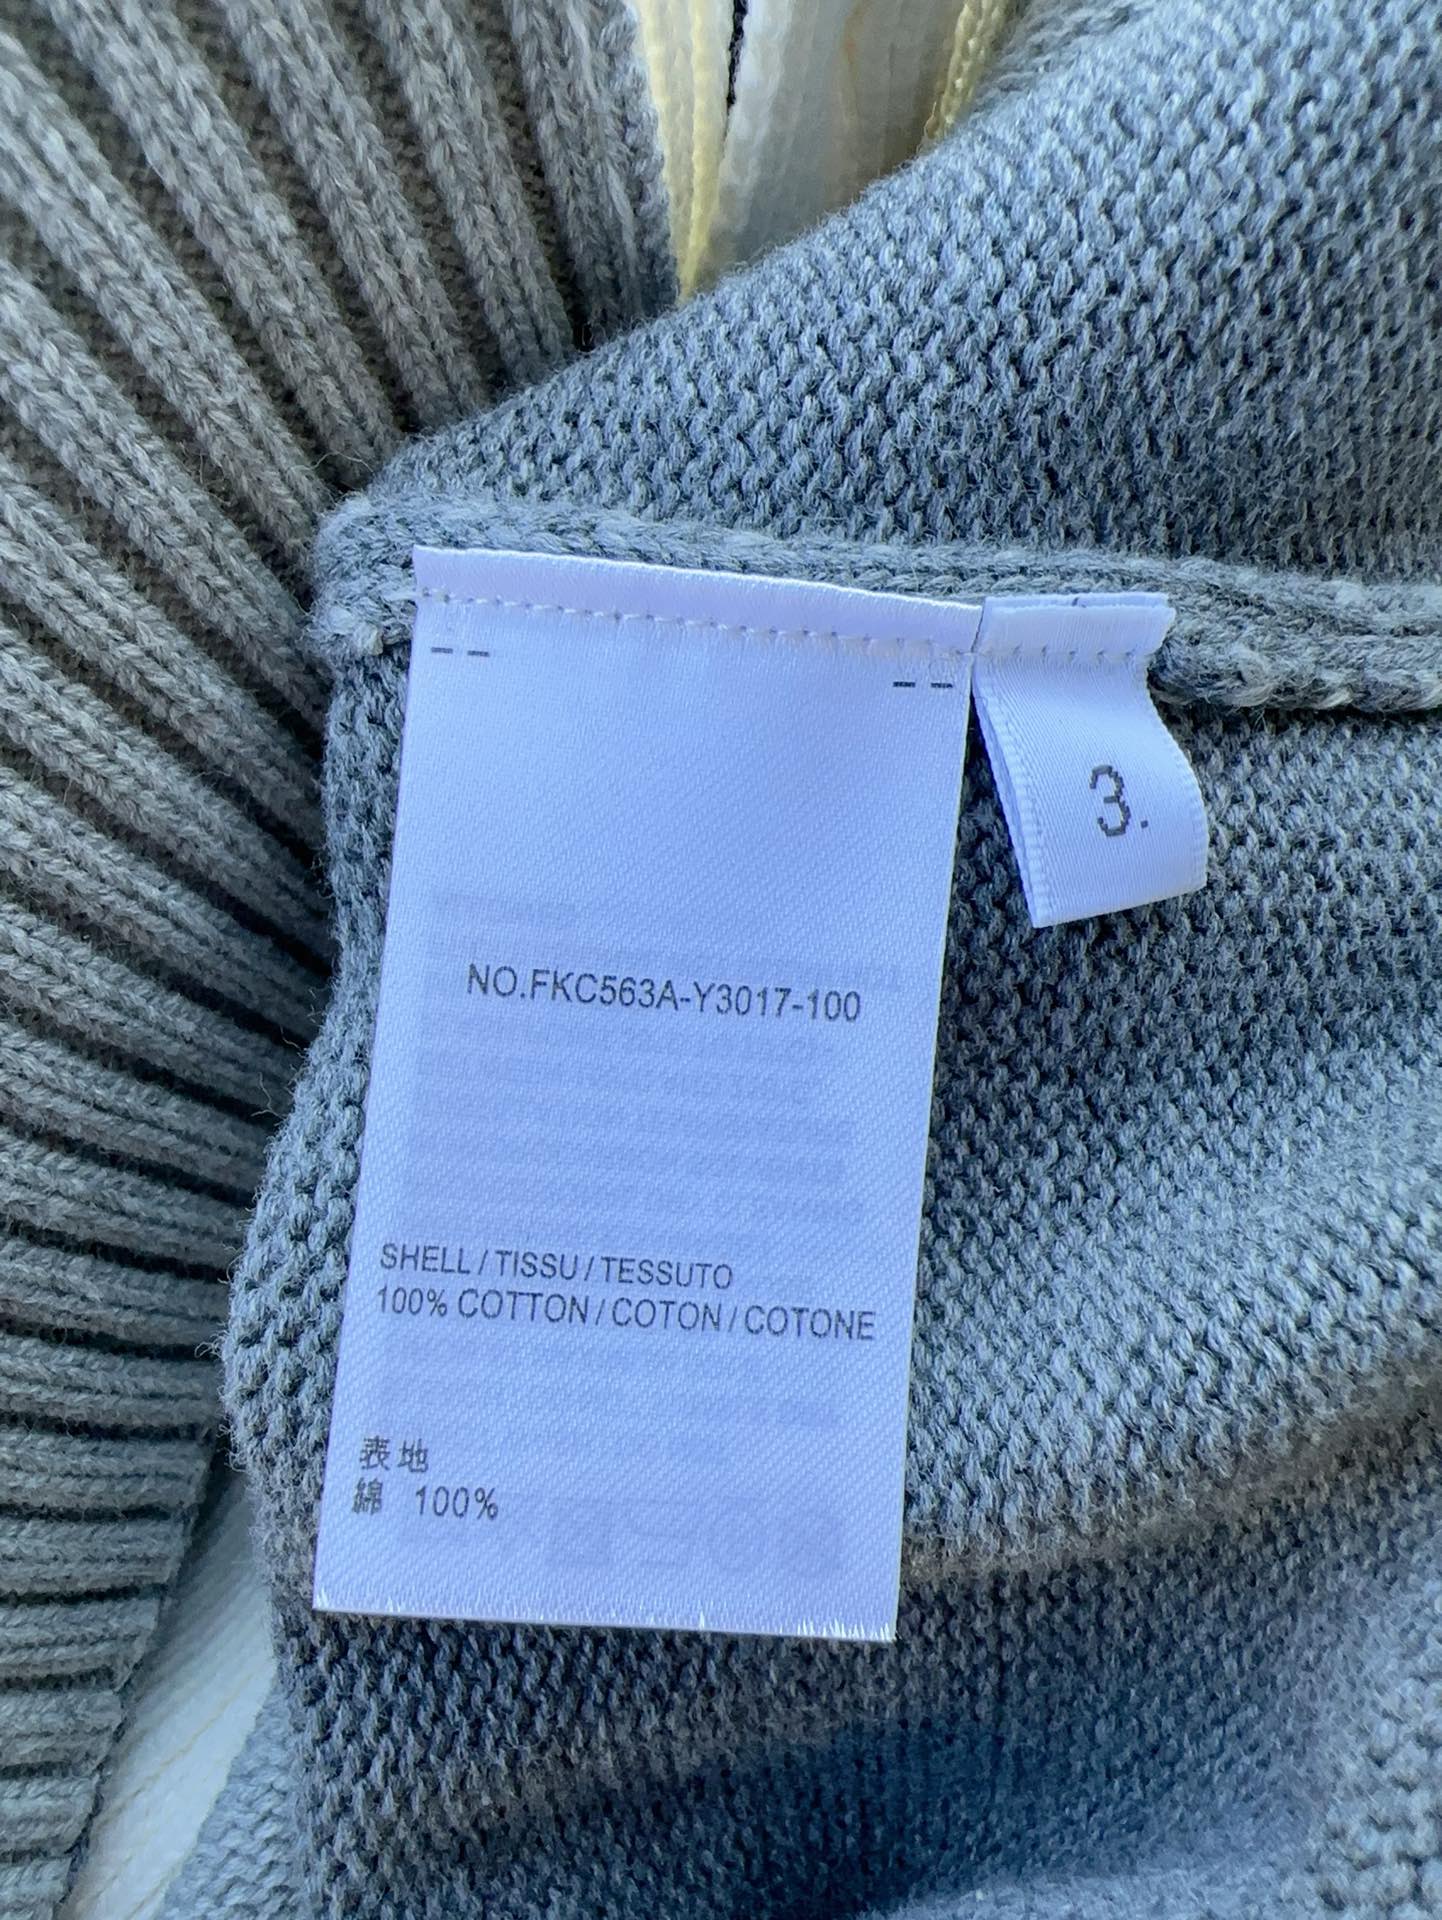 3.
NO.FKC563A-Y3017-100
SHELL / TISSU / TESSUTO
100% COTTON / COTON / COTONE
表地
綿 100%